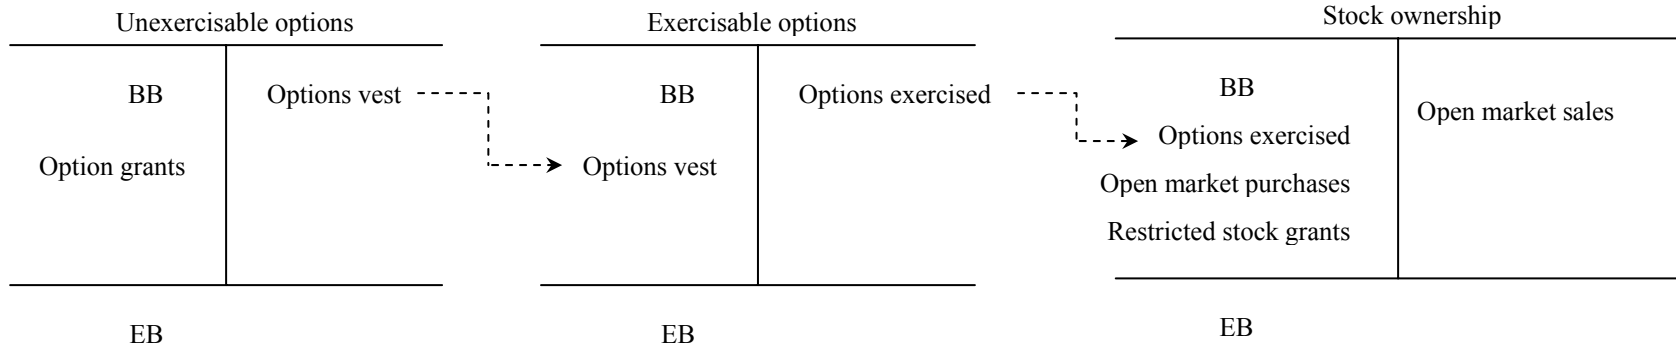 Unexercisable options
BB
Options vest
Option grants
EB
Exercisable options
BB
Options exercised
Options vest
EB
Stock ownership
BB
Open market sales
Options exercised
Open market purchases
Restricted stock grants
EB